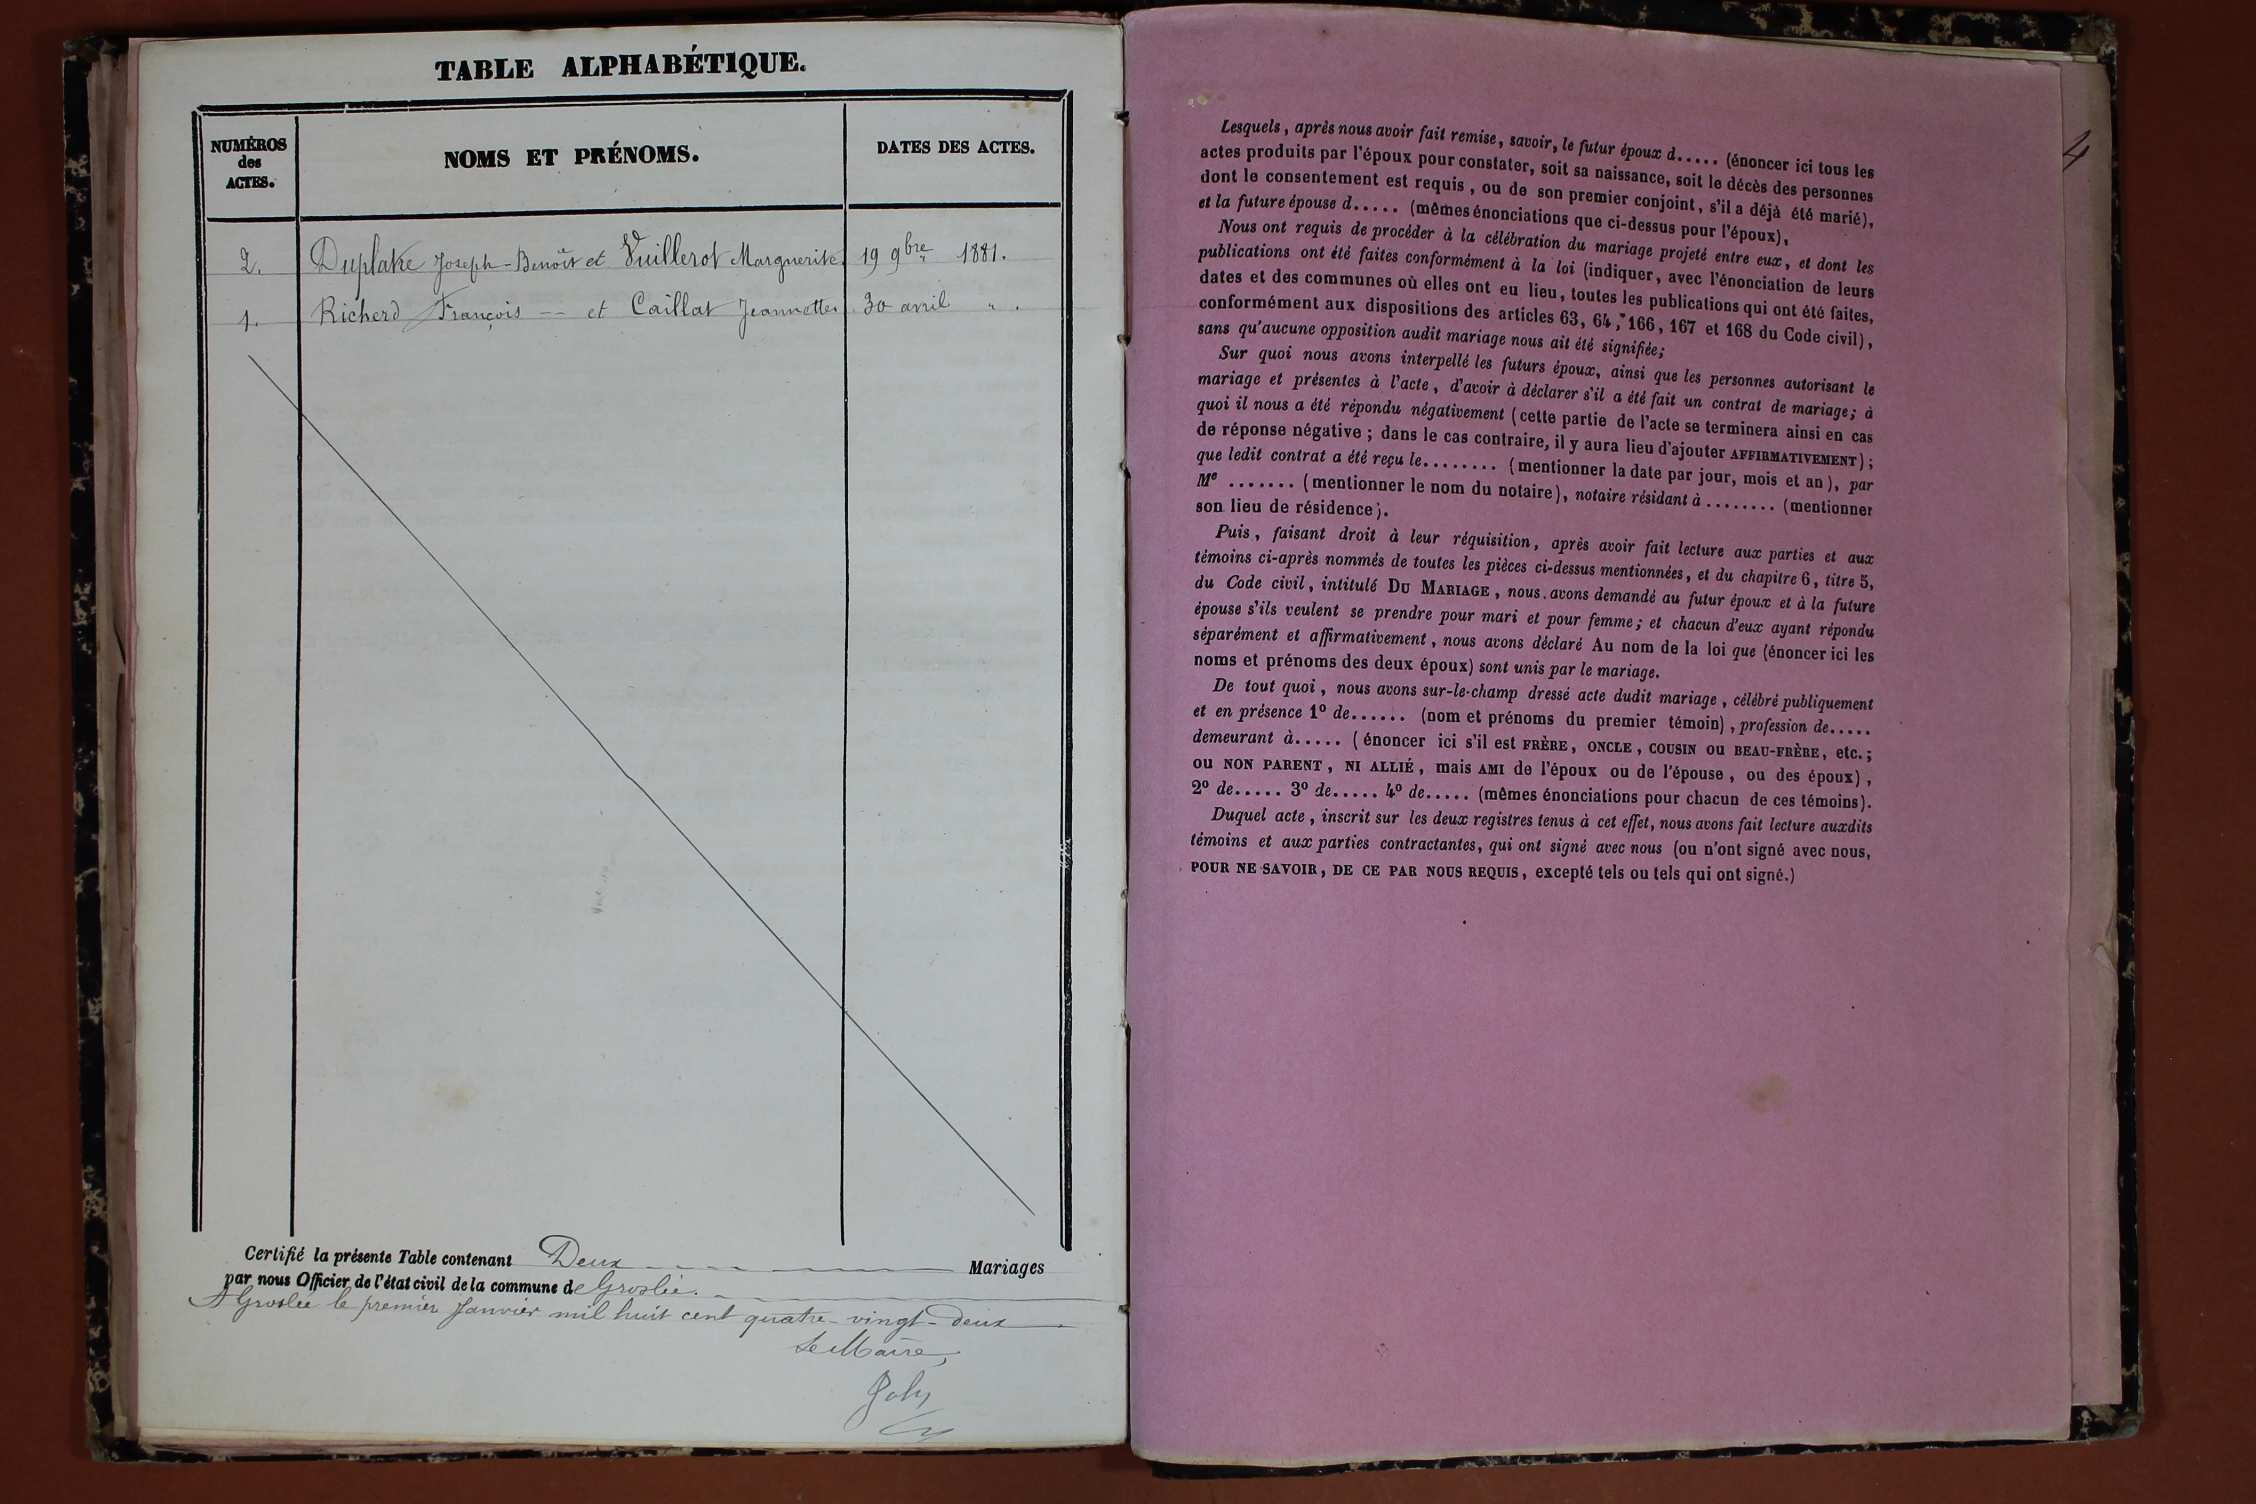 TABLE ALPHABÉTIQUE.
NUMÉROS
des
ACTES.
NOMS ET PRÉNOMS.
DATES DES ACTES.
2. Duplatre Joseph-Benoît et Vuillerot Marguerite. 19 9bre 1881.
1. Richerd François -- et Caillat Jeannette. 30 avril " .
Certifié la présente Table contenant Deux Mariages
par nous Officier de l'état civil de la commune de Groslée.
A Groslée le premier Janvier mil huit cent quatre-vingt-deux
Le Maire,
Joly
4
Lesquels, après nous avoir fait remise, savoir, le futur époux d..... (énoncer ici tous les
actes produits par l'époux pour constater, soit sa naissance, soit le décès des personnes
dont le consentement est requis, ou de son premier conjoint, s'il a déjà été marié),
et la future épouse d..... (mêmes énonciations que ci-dessus pour l'époux),
Nous ont requis de procéder à la célébration du mariage projeté entre eux, et dont les
publications ont été faites conformément à la loi (indiquer, avec l'énonciation de leurs
dates et des communes où elles ont eu lieu, toutes les publications qui ont été faites,
conformément aux dispositions des articles 63, 64, 166, 167 et 168 du Code civil),
sans qu'aucune opposition audit mariage nous ait été signifiée;
Sur quoi nous avons interpellé les futurs époux, ainsi que les personnes autorisant le
mariage et présentes à l'acte, d'avoir à déclarer s'il a été fait un contrat de mariage; à
quoi il nous a été répondu négativement (cette partie de l'acte se terminera ainsi en cas
de réponse négative; dans le cas contraire, il y aura lieu d'ajouter AFFIRMATIVEMENT);
que ledit contrat a été reçu le........ (mentionner la date par jour, mois et an), par
Me ....... (mentionner le nom du notaire), notaire résidant à ........ (mentionner
son lieu de résidence).
Puis, faisant droit à leur réquisition, après avoir fait lecture aux parties et aux
témoins ci-après nommés de toutes les pièces ci-dessus mentionnées, et du chapitre 6, titre 5,
du Code civil, intitulé DU MARIAGE, nous avons demandé au futur époux et à la future
épouse s'ils veulent se prendre pour mari et pour femme; et chacun d'eux ayant répondu
séparément et affirmativement, nous avons déclaré Au nom de la loi que (énoncer ici les
noms et prénoms des deux époux) sont unis par le mariage.
De tout quoi, nous avons sur-le-champ dressé acte dudit mariage, célébré publiquement
et en présence 1º de...... (nom et prénoms du premier témoin), profession de.....
demeurant à..... (énoncer ici s'il est FRÈRE, ONCLE, COUSIN ou BEAU-FRÈRE, etc.;
ou NON PARENT, NI ALLIÉ, mais AMI de l'époux ou de l'épouse, ou des époux),
2º de..... 3º de..... 4º de..... (mêmes énonciations pour chacun de ces témoins).
Duquel acte, inscrit sur les deux registres tenus à cet effet, nous avons fait lecture auxdits
témoins et aux parties contractantes, qui ont signé avec nous (ou n'ont signé avec nous,
POUR NE SAVOIR, DE CE PAR NOUS REQUIS, excepté tels ou tels qui ont signé.)